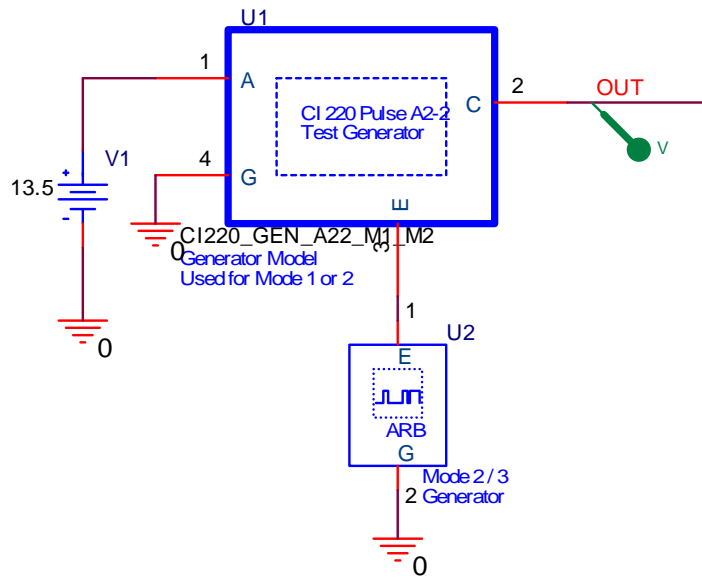 U1
1
A
CI 220 Pulse A2-2
Test Generator
C
2
OUT
V
V1
+
13.5
-
4
G
E
3
0
CI220_GEN_A22_M1_M2
Generator Model
Used for Mode 1 or 2
0
1
U2
E
ARB
G
2
Mode 2 / 3
Generator
0